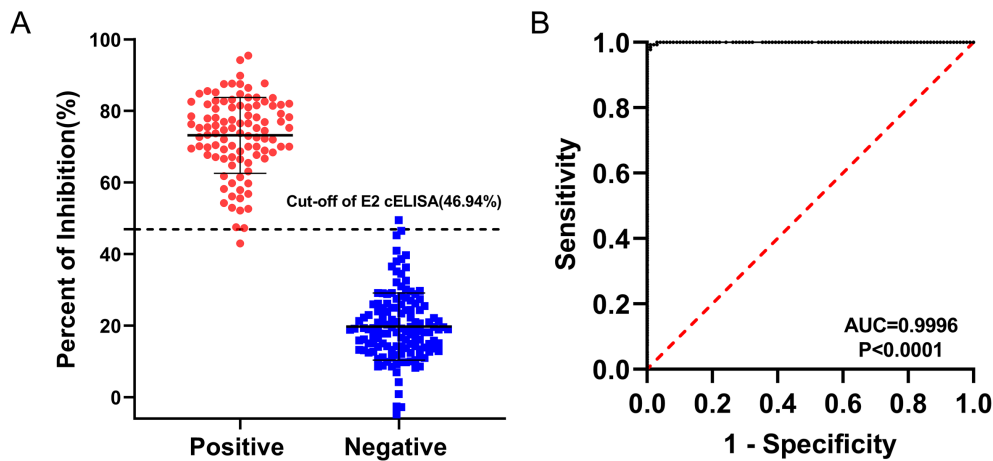 A
Percent of Inhibition(%)
100
80
60
40
20
0
Cut-off of E2 cELISA(46.94%)
Positive
Negative
B
Sensitivity
1.0
0.8
0.6
0.4
0.2
0.0
AUC=0.9996
P<0.0001
0.0
0.2
0.4
0.6
0.8
1.0
1 - Specificity